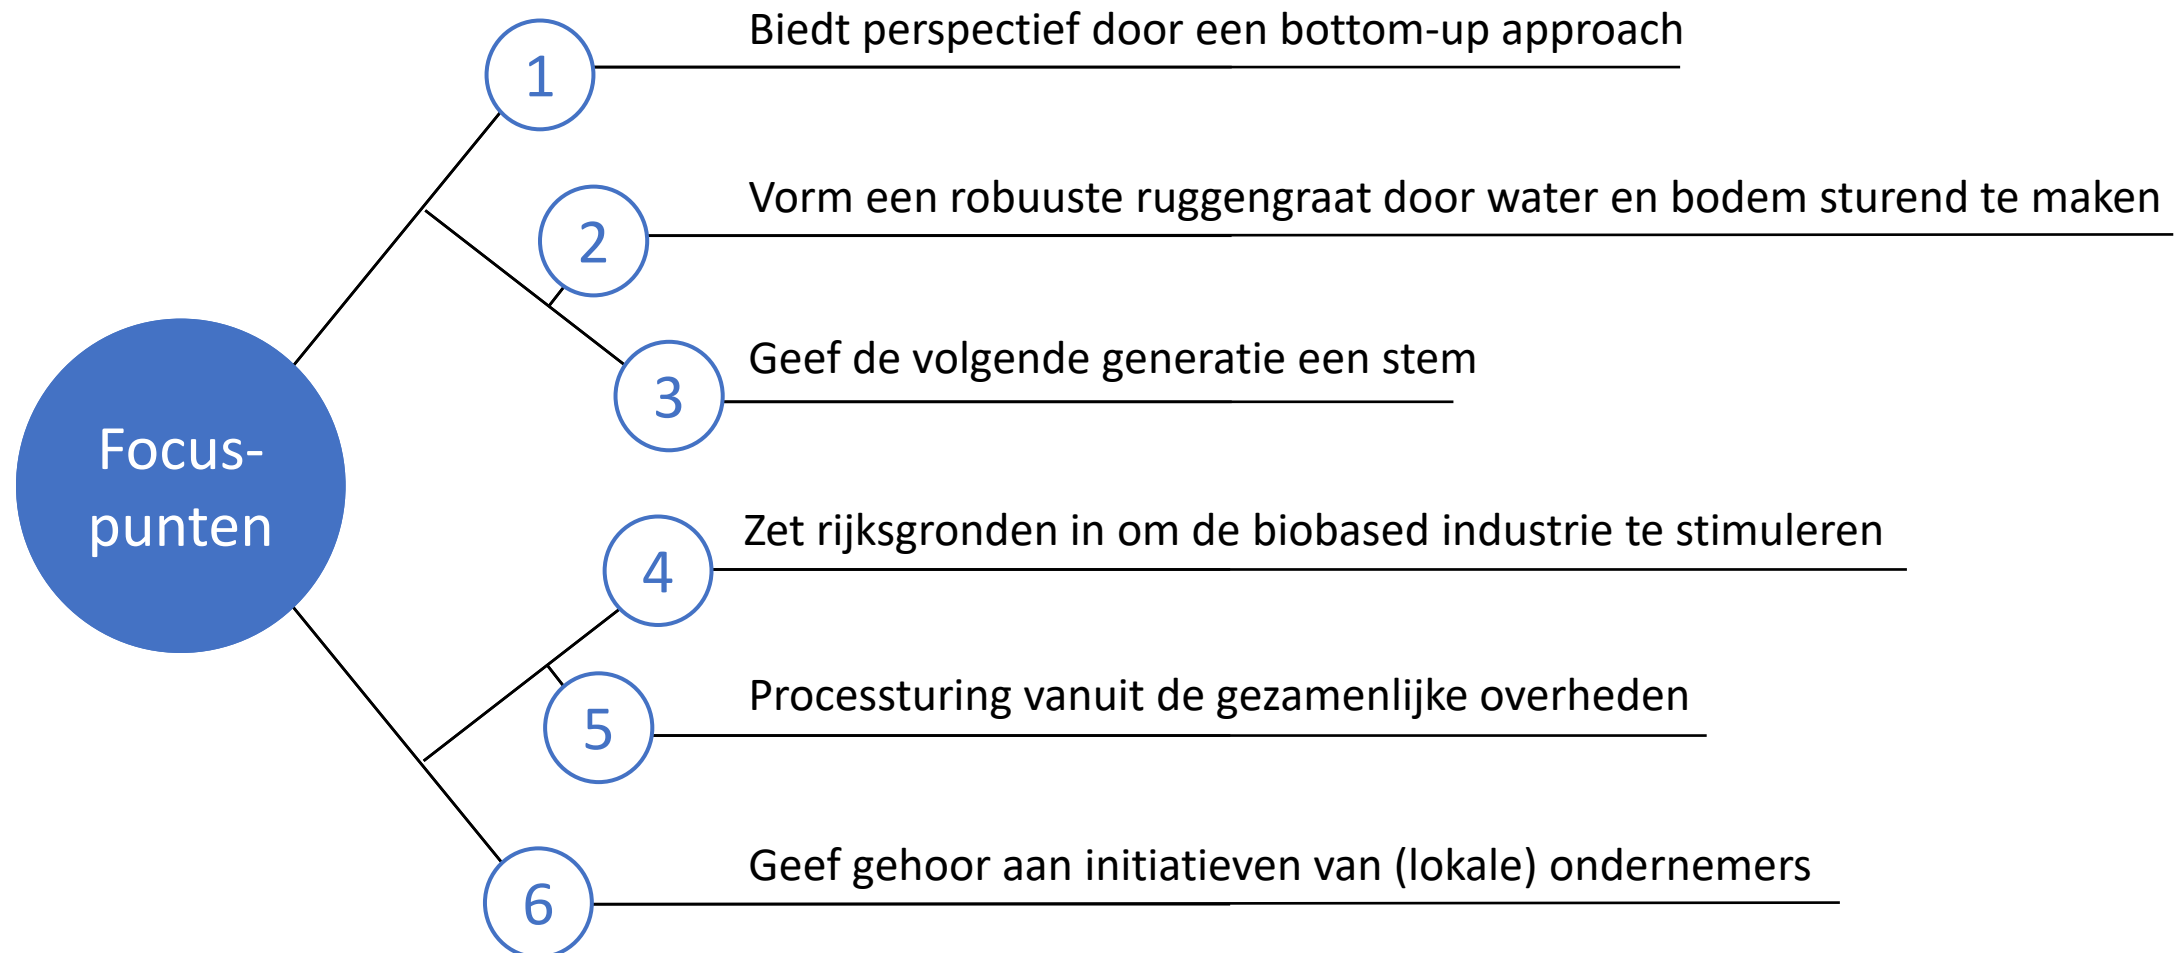 Focus-
punten
1
Biedt perspectief door een bottom-up approach
2
Vorm een robuuste ruggengraat door water en bodem sturend te maken
3
Geef de volgende generatie een stem
4
Zet rijksgronden in om de biobased industrie te stimuleren
5
Processturing vanuit de gezamenlijke overheden
6
Geef gehoor aan initiatieven van (lokale) ondernemers